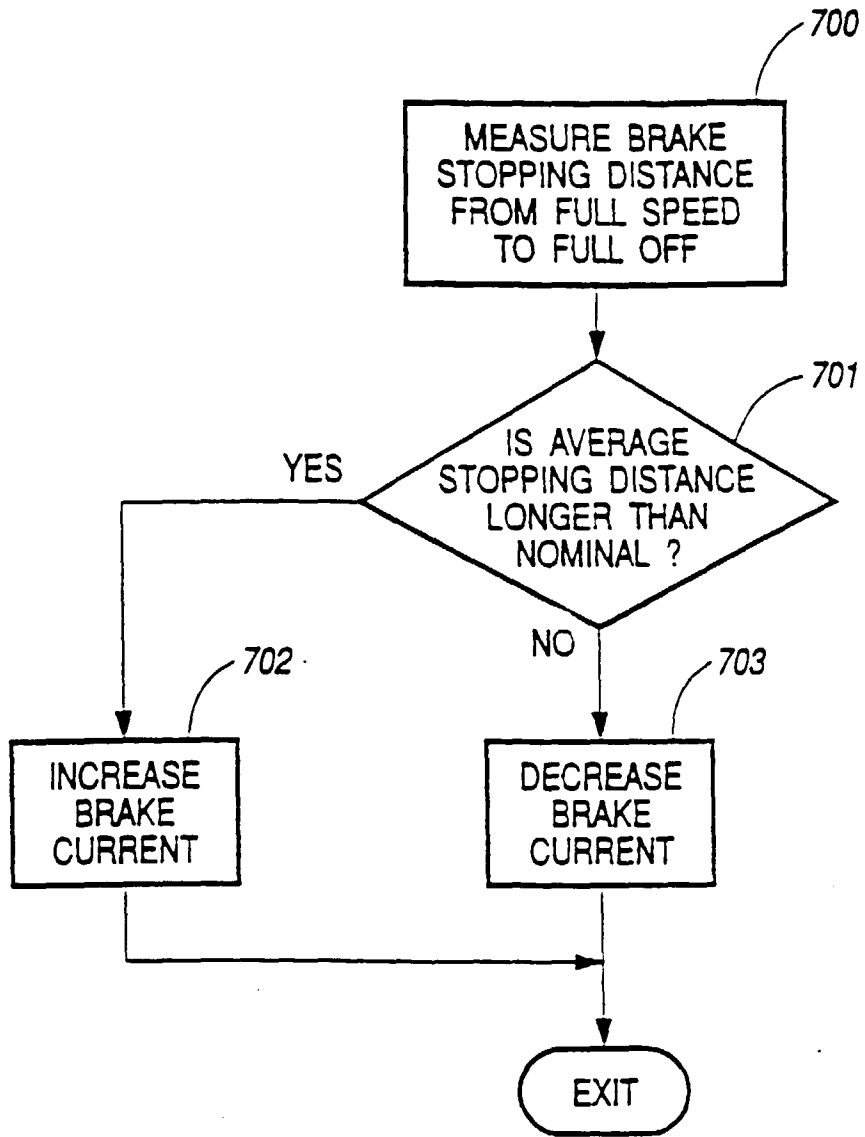 700
MEASURE BRAKE
STOPPING DISTANCE
FROM FULL SPEED
TO FULL OFF
701
IS AVERAGE
STOPPING DISTANCE
LONGER THAN
NOMINAL ?
YES
NO
702
INCREASE
BRAKE
CURRENT
703
DECREASE
BRAKE
CURRENT
EXIT